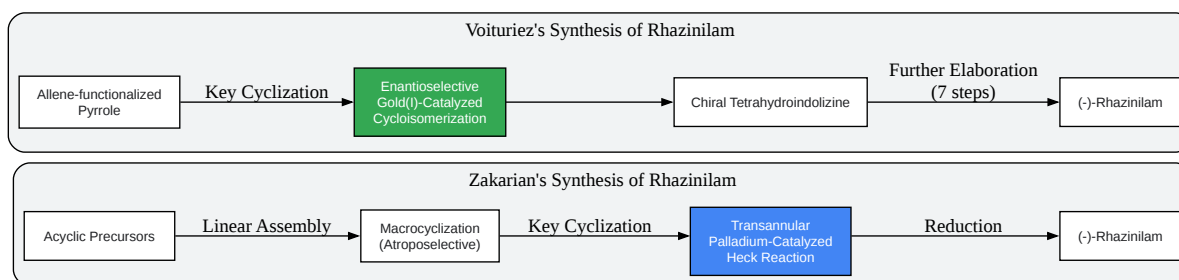 Voituriez's Synthesis of Rhazinilam
Allene-functionalized
Pyrrole
Key Cyclization
Enantioselective
Gold(I)-Catalyzed
Cycloisomerization
Chiral Tetrahydroindolizine
Further Elaboration
(7 steps)
(-)-Rhazinilam
Zakarian's Synthesis of Rhazinilam
Acyclic Precursors
Linear Assembly
Macrocyclization
(Atroposelective)
Key Cyclization
Transannular
Palladium-Catalyzed
Heck Reaction
Reduction
(-)-Rhazinilam